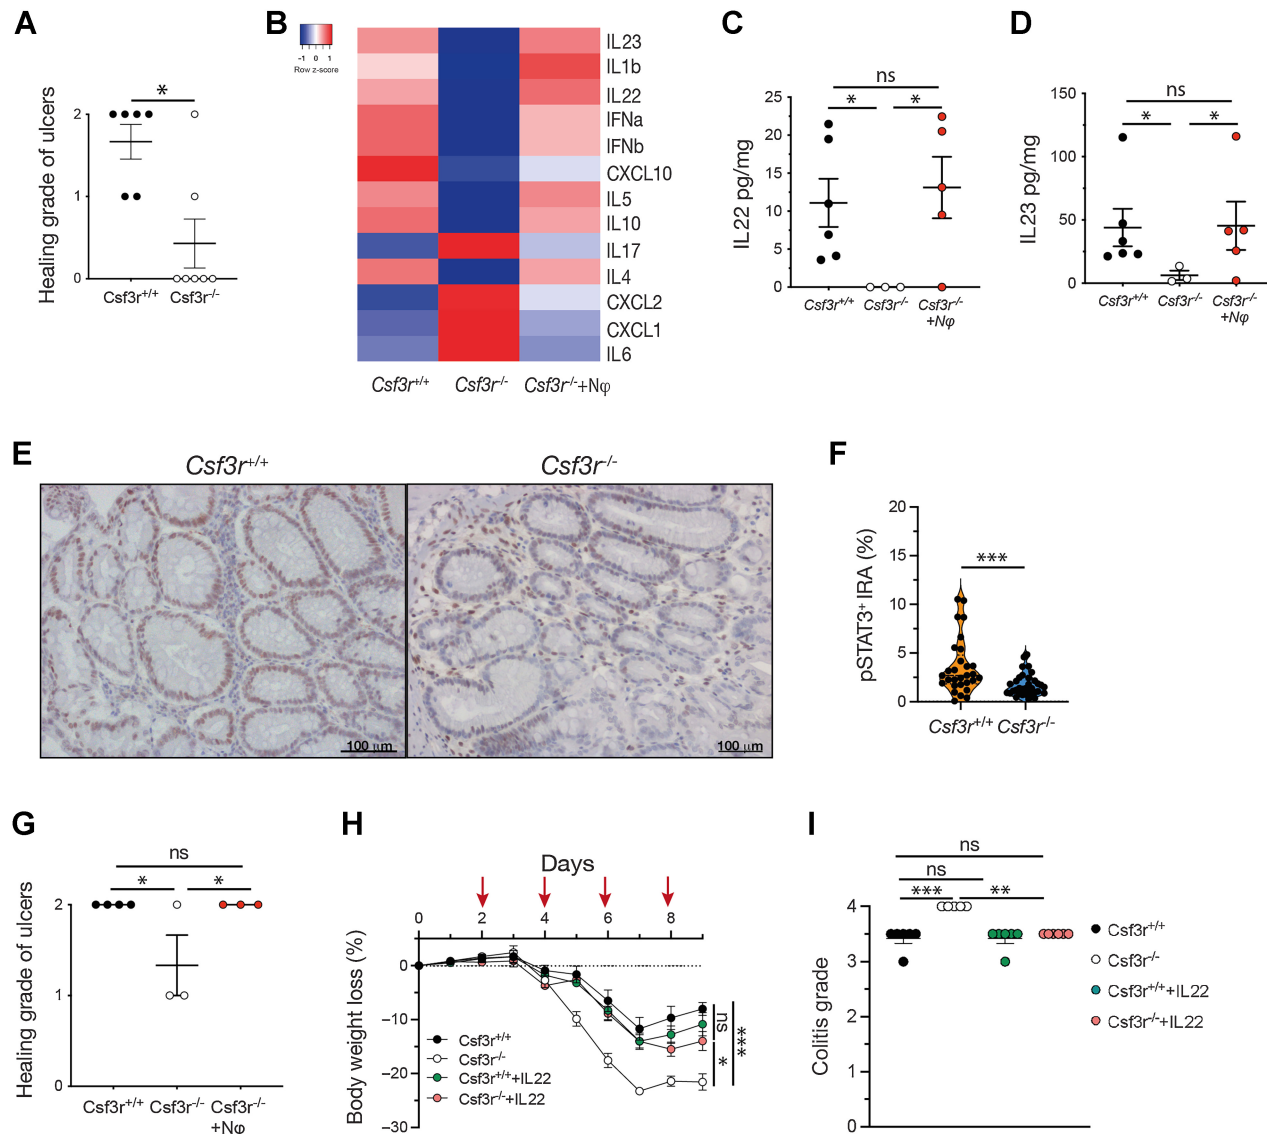 A
Healing grade of ulcers
2
1
0
*
Csf3r+/+ Csf3r-/-
B
-1 0 1
Row z-score
IL23
IL1b
IL22
IFNa
IFNb
CXCL10
IL5
IL10
IL17
IL4
CXCL2
CXCL1
IL6
Csf3r+/+ Csf3r-/- Csf3r-/-+Nφ
C
IL22 pg/mg
25
20
15
10
5
0
ns
* *
Csf3r+/+ Csf3r-/- Csf3r-/-
+Nφ
D
IL23 pg/mg
150
100
50
0
ns
* *
Csf3r+/+ Csf3r-/- Csf3r-/-
+Nφ
E
Csf3r+/+ Csf3r-/-
100 µm 100 µm
F
pSTAT3+ IRA (%)
20
15
10
5
0
***
Csf3r+/+ Csf3r-/-
G
Healing grade of ulcers
2
1
0
ns
* *
Csf3r+/+ Csf3r-/- Csf3r-/-
+Nφ
H
Days
0 2 4 6 8
Body weight loss (%)
0
−10
−20
−30
Csf3r+/+
Csf3r-/-
Csf3r+/++IL22
Csf3r-/-+IL22
ns
*
***
I
Colitis grade
4
3
2
1
0
ns
ns
*** **
Csf3r+/+
Csf3r-/-
Csf3r+/++IL22
Csf3r-/-+IL22